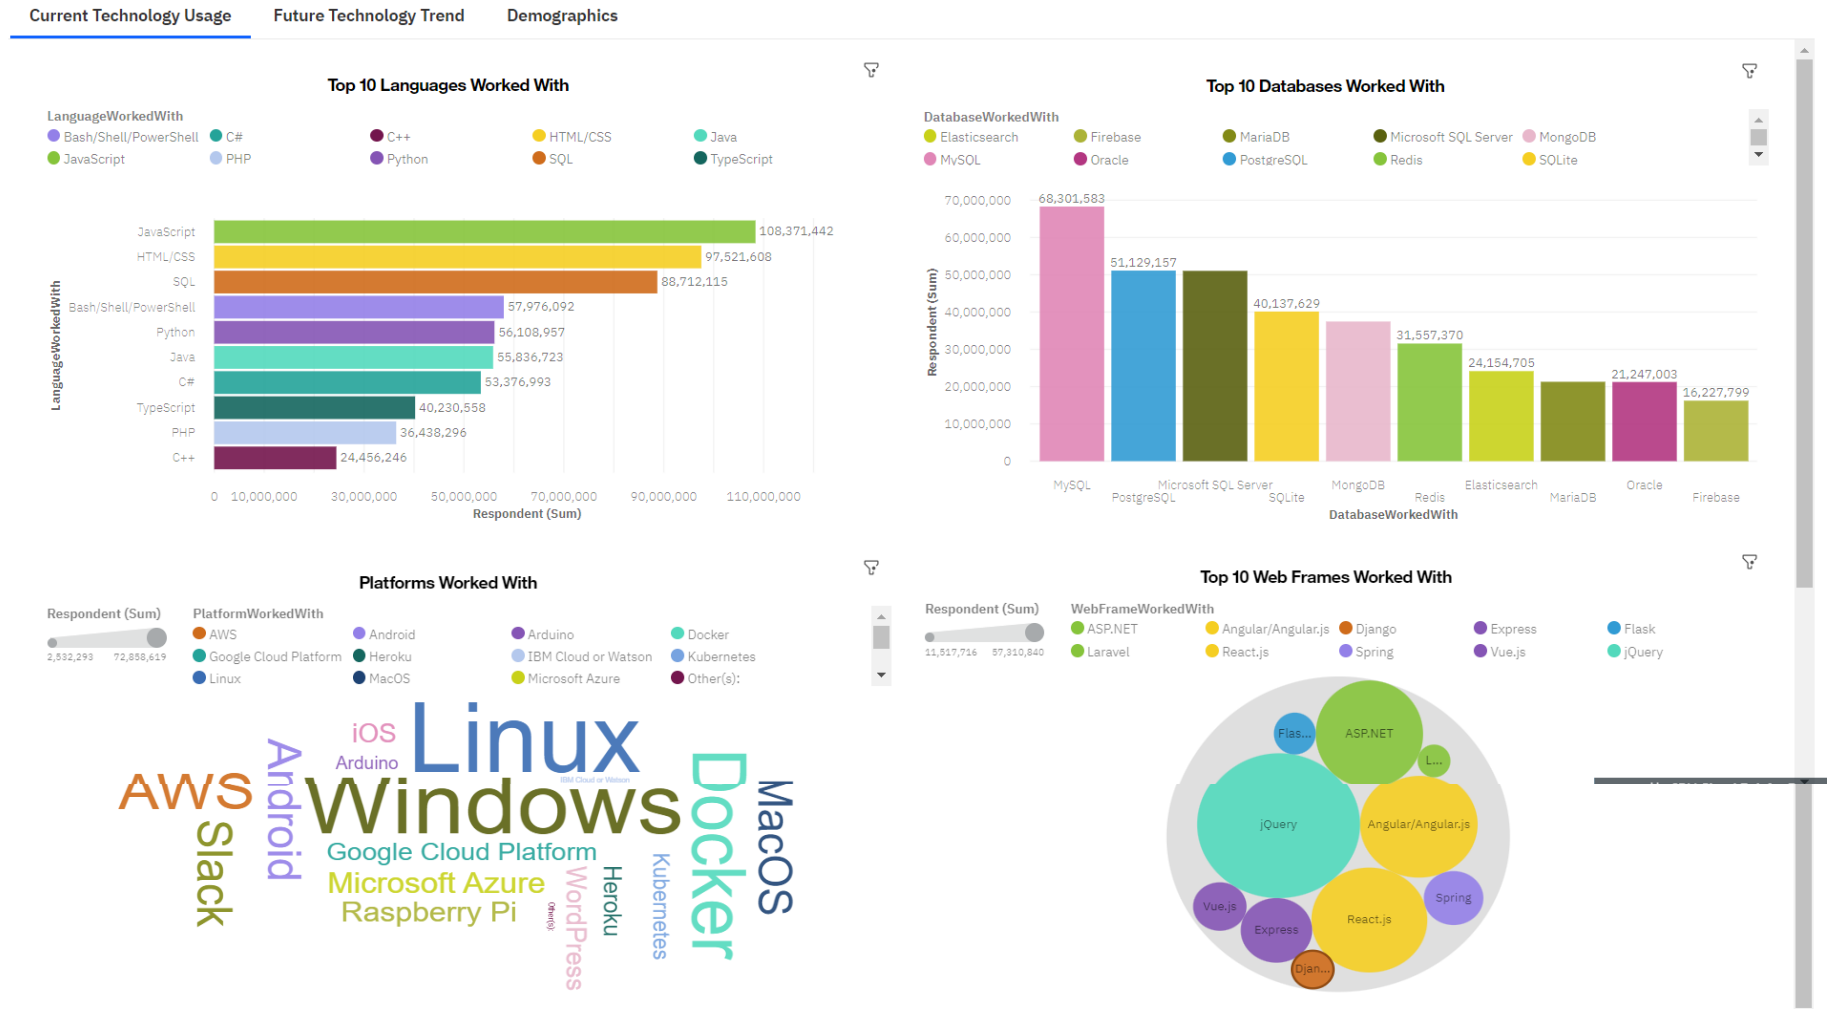 Current Technology Usage Future Technology Trend Demographics
Top 10 Languages Worked With
LanguageWorkedWith
Bash/Shell/PowerShell C# C++ HTML/CSS Java
JavaScript PHP Python SQL TypeScript
LanguageWorkedWith
JavaScript 108,371,442
HTML/CSS 97,521,608
SQL 88,712,115
Bash/Shell/PowerShell 57,976,092
Python 56,108,957
Java 55,836,723
C# 53,376,993
TypeScript 40,230,558
PHP 36,438,296
C++ 24,456,246
0 10,000,000 30,000,000 50,000,000 70,000,000 90,000,000 110,000,000
Respondent (Sum)
Top 10 Databases Worked With
DatabaseWorkedWith
Elasticsearch Firebase MariaDB Microsoft SQL Server MongoDB
MySQL Oracle PostgreSQL Redis SQLite
Respondent (Sum)
70,000,000
60,000,000
50,000,000
40,000,000
30,000,000
20,000,000
10,000,000
0
68,301,583
51,129,157
40,137,629
31,557,370
24,154,705
21,247,003
16,227,799
MySQL Microsoft SQL Server MongoDB Elasticsearch Oracle
PostgreSQL SQLite Redis MariaDB Firebase
DatabaseWorkedWith
Platforms Worked With
Respondent (Sum) PlatformWorkedWith
2,532,293 72,858,619
AWS Android Arduino Docker
Google Cloud Platform Heroku IBM Cloud or Watson Kubernetes
Linux MacOS Microsoft Azure Other(s):
Linux
iOS
Arduino
IBM Cloud or Watson
AWS
Android
Windows
Docker
MacOS
Slack
Google Cloud Platform
Microsoft Azure
Raspberry Pi
Other(s):
WordPress
Heroku
Kubernetes
Top 10 Web Frames Worked With
Respondent (Sum) WebFrameWorkedWith
11,517,716 57,310,840
ASP.NET Angular/Angular.js Django Express Flask
Laravel React.js Spring Vue.js jQuery
Flas...
ASP.NET
L...
jQuery
Angular/Angular.js
Spring
Vue.js
React.js
Express
Djan...